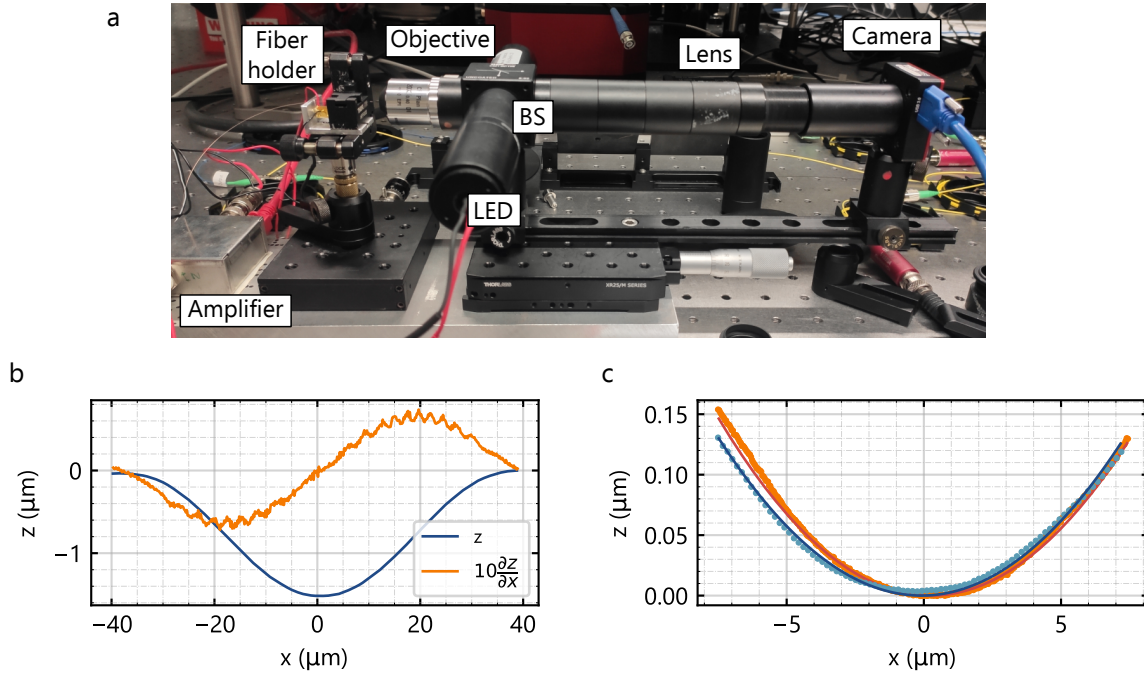 a
Fiber
holder
Objective
Lens
Camera
BS
LED
Amplifier
THORLABS
XR25/M SERIES
b
z (μm)
0
−1
z
10 ∂z/∂x
−40
−20
0
20
40
x (μm)
c
z (μm)
0.15
0.10
0.05
0.00
−5
0
5
x (μm)